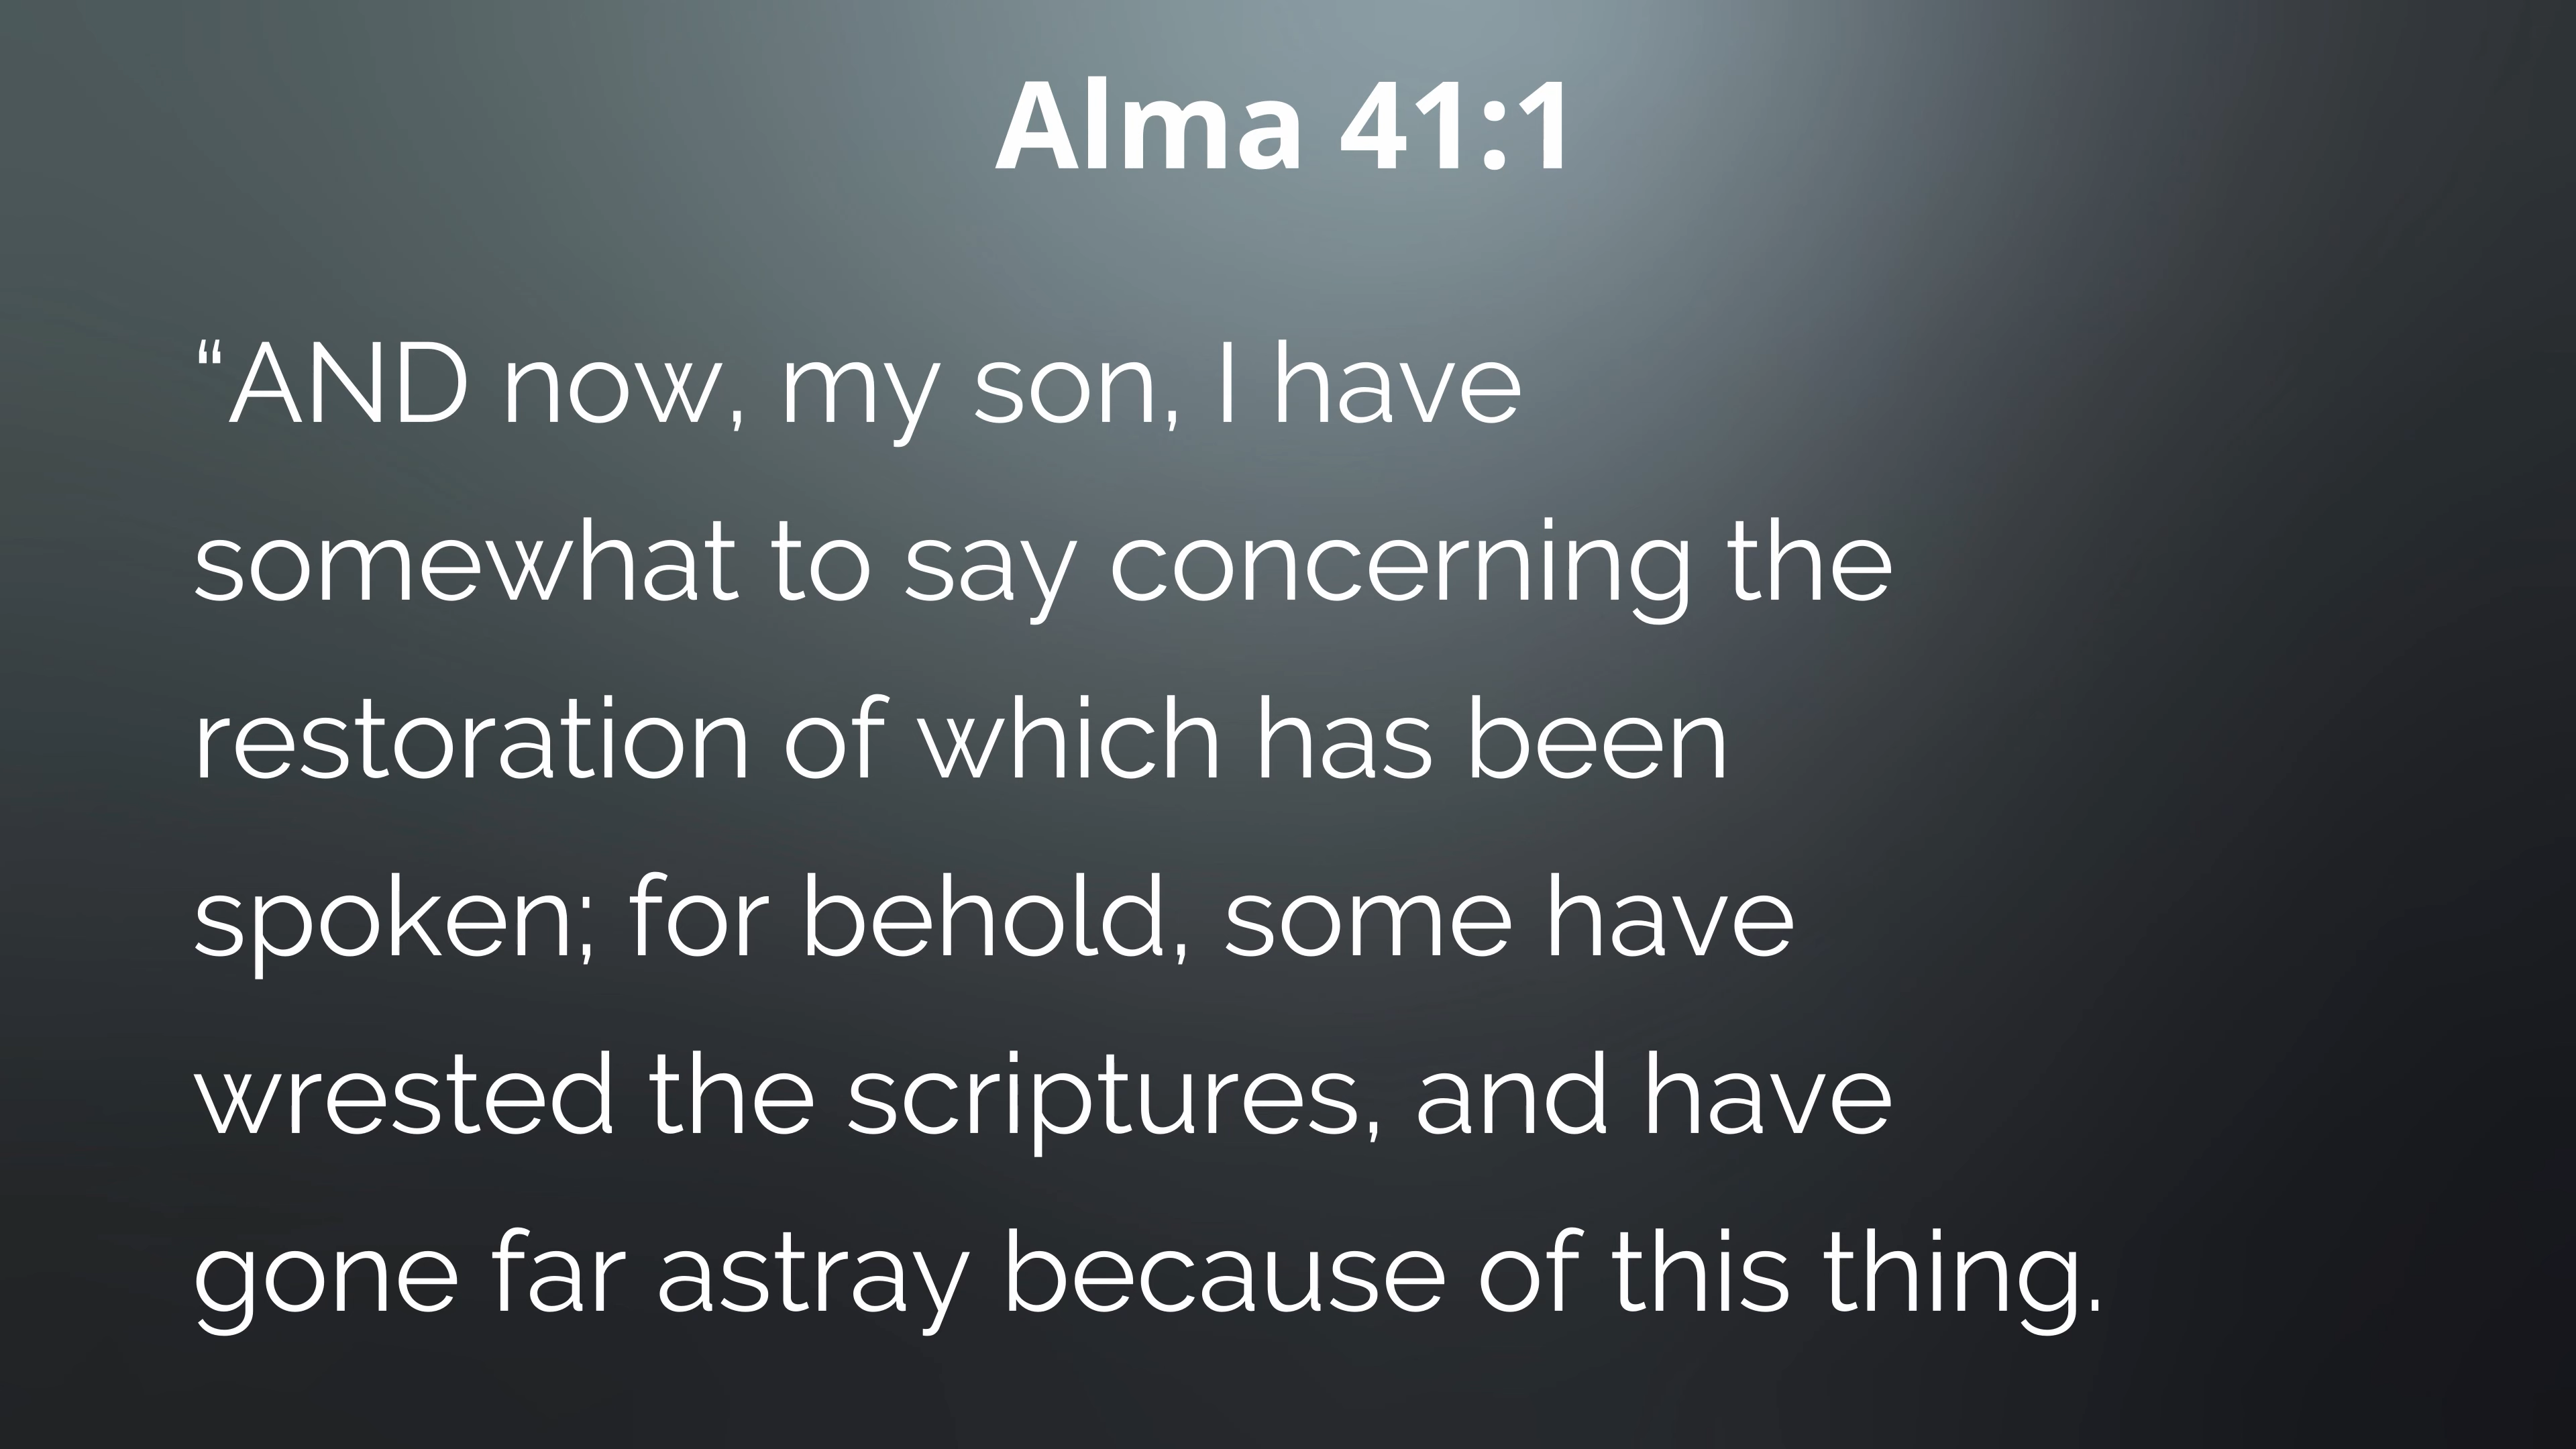 Alma 41:1
“AND now, my son, I have
somewhat to say concerning the
restoration of which has been
spoken; for behold, some have
wrested the scriptures, and have
gone far astray because of this thing.